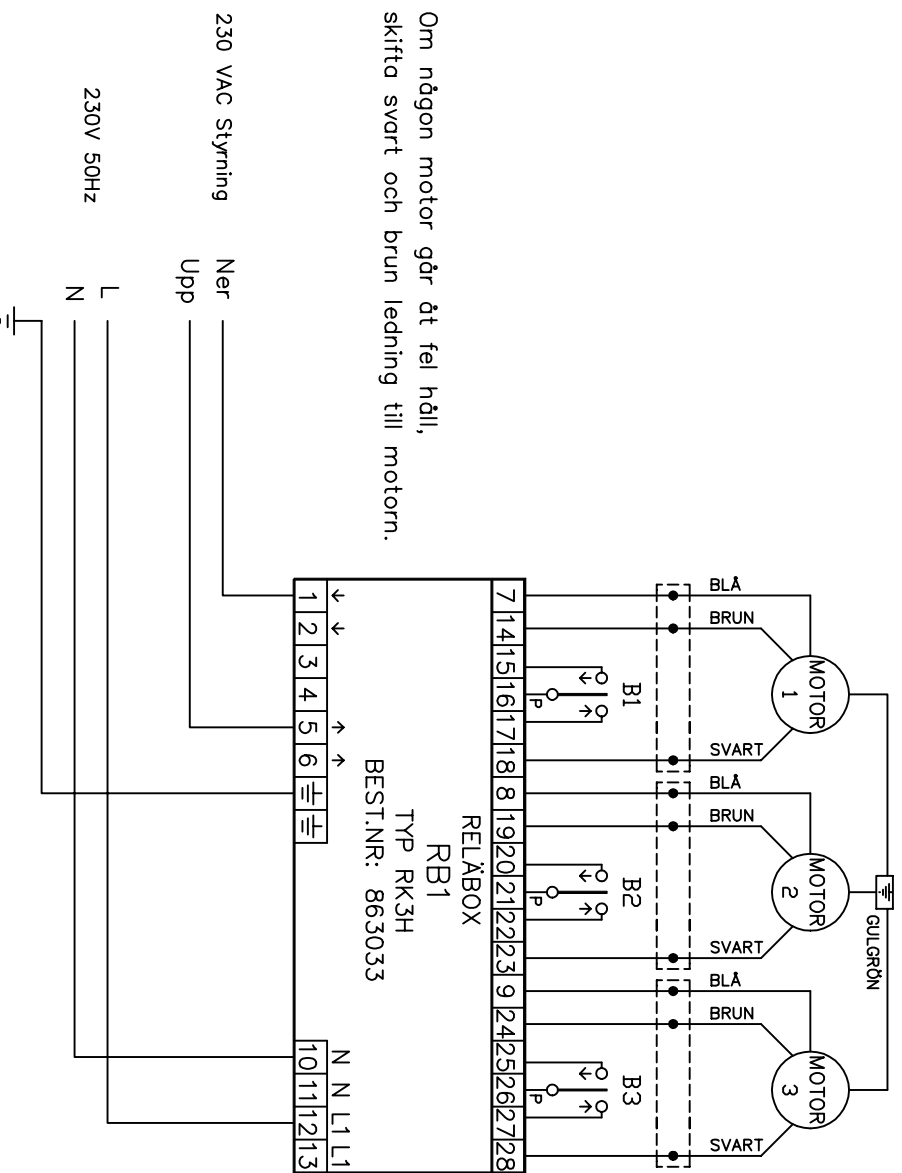 Om någon motor går åt fel håll,
skifta svart och brun ledning till motorn.
230 VAC Styrning
Ner
Upp
230V 50Hz
L
N
GULGRÖN
MOTOR 1
MOTOR 2
MOTOR 3
BLÅ BRUN SVART BLÅ BRUN SVART BLÅ BRUN SVART
B1 B2 B3
P P P
7 14 15 16 17 18 8 19 20 21 22 23 9 24 25 26 27 28
RELÄBOX
RB1
TYP RK3H
BEST.NR: 863033
N N L1 L1
1 2 3 4 5 6 10 11 12 13